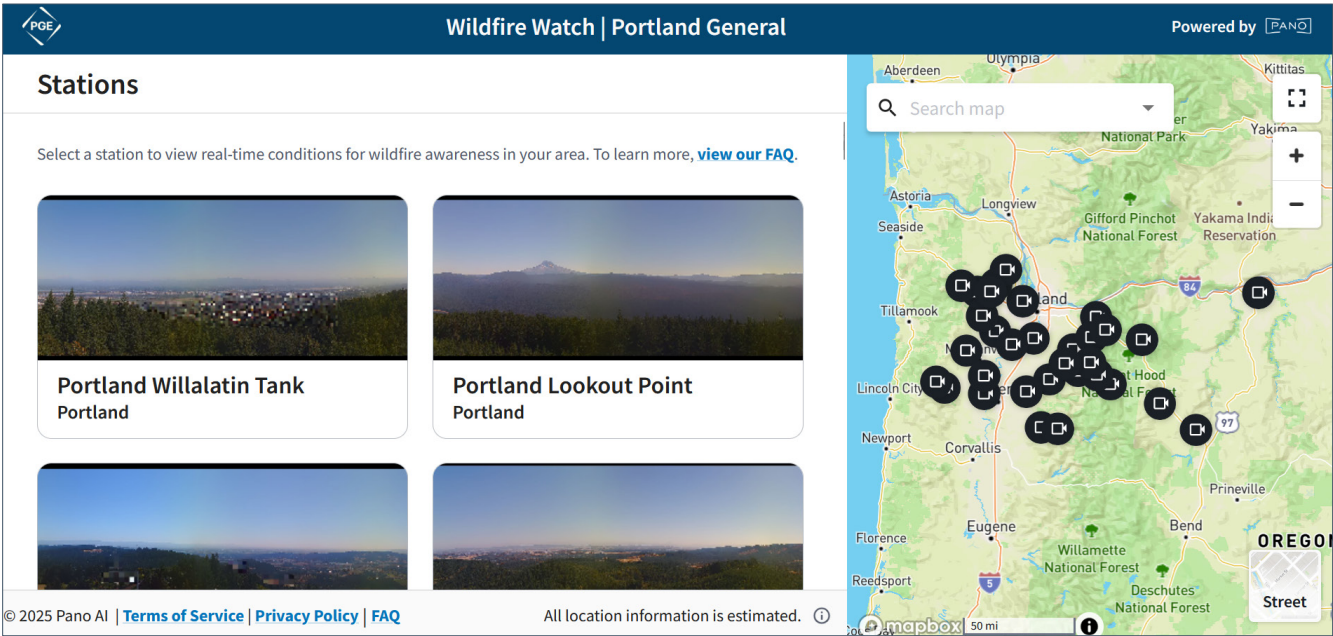 PGE
Wildfire Watch | Portland General
Powered by PANO
Stations
Select a station to view real-time conditions for wildfire awareness in your area. To learn more, view our FAQ.
Portland Willalatin Tank
Portland
Portland Lookout Point
Portland
© 2025 Pano AI | Terms of Service | Privacy Policy | FAQ
All location information is estimated.
Search map
Olympia
Aberdeen
Kittitas
National Park
Yakima
Astoria
Longview
Seaside
Gifford Pinchot
National Forest
Yakama
Reservation
84
Tillamook
Lincoln City
97
Newport
Corvallis
Prineville
Eugene
Bend
Florence
OREGON
Willamette
National Forest
5
Reedsport
Deschutes
National Forest
Street
mapbox
50 mi